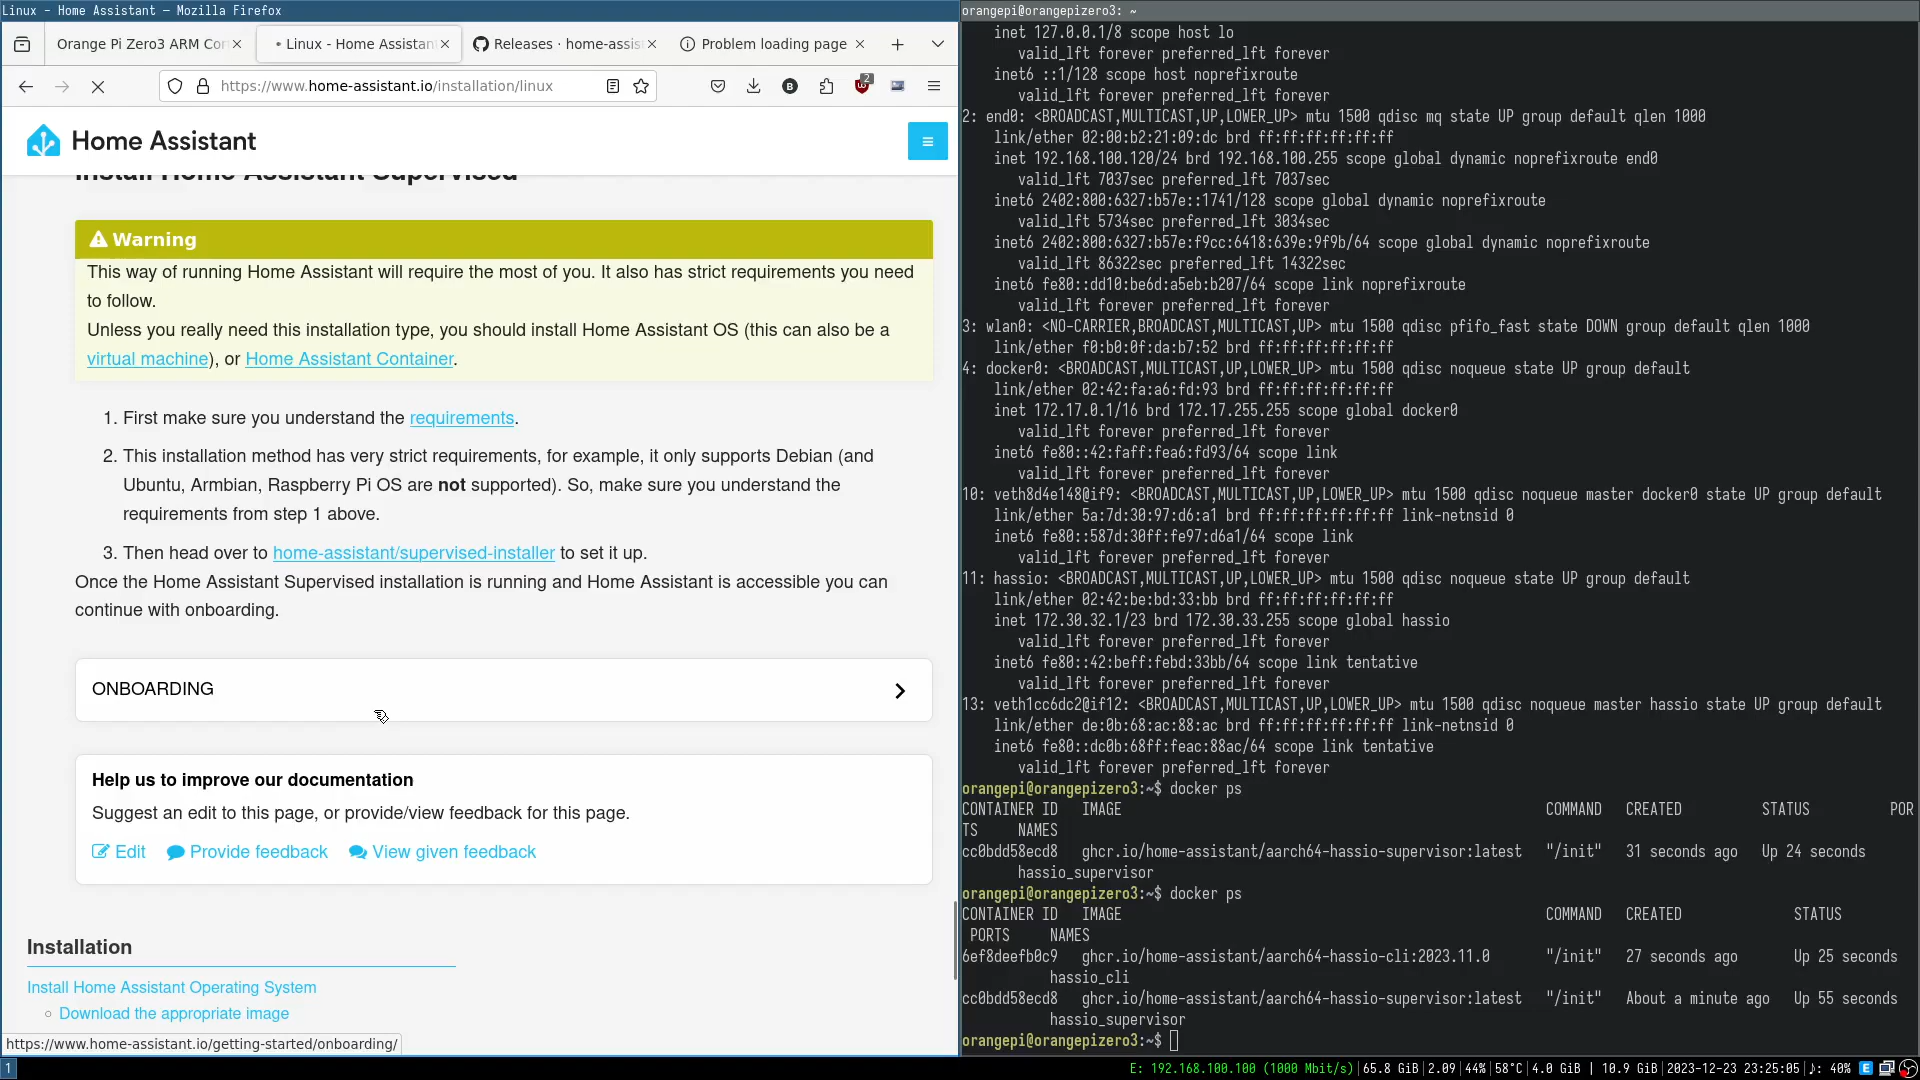 Linux - Home Assistant — Mozilla Firefox
Orange Pi Zero3 ARM Cor
• Linux - Home Assistan
Releases · home-assis
Problem loading page
https://www.home-assistant.io/installation/linux
2
Home Assistant
Install Home Assistant Supervised
Warning
This way of running Home Assistant will require the most of you. It also has strict requirements you need
to follow.
Unless you really need this installation type, you should install Home Assistant OS (this can also be a
virtual machine), or Home Assistant Container.
1. First make sure you understand the requirements.
2. This installation method has very strict requirements, for example, it only supports Debian (and
Ubuntu, Armbian, Raspberry Pi OS are not supported). So, make sure you understand the
requirements from step 1 above.
3. Then head over to home-assistant/supervised-installer to set it up.
Once the Home Assistant Supervised installation is running and Home Assistant is accessible you can
continue with onboarding.
ONBOARDING
Help us to improve our documentation
Suggest an edit to this page, or provide/view feedback for this page.
Edit Provide feedback View given feedback
Installation
Install Home Assistant Operating System
Download the appropriate image
https://www.home-assistant.io/getting-started/onboarding/
orangepi@orangepizero3: ~
inet 127.0.0.1/8 scope host lo
valid_lft forever preferred_lft forever
inet6 ::1/128 scope host noprefixroute
valid_lft forever preferred_lft forever
2: end0: <BROADCAST,MULTICAST,UP,LOWER_UP> mtu 1500 qdisc mq state UP group default qlen 1000
link/ether 02:00:b2:21:09:dc brd ff:ff:ff:ff:ff:ff
inet 192.168.100.120/24 brd 192.168.100.255 scope global dynamic noprefixroute end0
valid_lft 7037sec preferred_lft 7037sec
inet6 2402:800:6327:b57e::1741/128 scope global dynamic noprefixroute
valid_lft 5734sec preferred_lft 3034sec
inet6 2402:800:6327:b57e:f9cc:6418:639e:9f9b/64 scope global dynamic noprefixroute
valid_lft 86322sec preferred_lft 14322sec
inet6 fe80::dd10:be6d:a5eb:b207/64 scope link noprefixroute
valid_lft forever preferred_lft forever
3: wlan0: <NO-CARRIER,BROADCAST,MULTICAST,UP> mtu 1500 qdisc pfifo_fast state DOWN group default qlen 1000
link/ether f0:b0:0f:da:b7:52 brd ff:ff:ff:ff:ff:ff
4: docker0: <BROADCAST,MULTICAST,UP,LOWER_UP> mtu 1500 qdisc noqueue state UP group default
link/ether 02:42:fa:a6:fd:93 brd ff:ff:ff:ff:ff:ff
inet 172.17.0.1/16 brd 172.17.255.255 scope global docker0
valid_lft forever preferred_lft forever
inet6 fe80::42:faff:fea6:fd93/64 scope link
valid_lft forever preferred_lft forever
10: veth8d4e148@if9: <BROADCAST,MULTICAST,UP,LOWER_UP> mtu 1500 qdisc noqueue master docker0 state UP group default
link/ether 5a:7d:30:97:d6:a1 brd ff:ff:ff:ff:ff:ff link-netnsid 0
inet6 fe80::587d:30ff:fe97:d6a1/64 scope link
valid_lft forever preferred_lft forever
11: hassio: <BROADCAST,MULTICAST,UP,LOWER_UP> mtu 1500 qdisc noqueue state UP group default
link/ether 02:42:be:bd:33:bb brd ff:ff:ff:ff:ff:ff
inet 172.30.32.1/23 brd 172.30.33.255 scope global hassio
valid_lft forever preferred_lft forever
inet6 fe80::42:beff:febd:33bb/64 scope link tentative
valid_lft forever preferred_lft forever
13: veth1cc6dc2@if12: <BROADCAST,MULTICAST,UP,LOWER_UP> mtu 1500 qdisc noqueue master hassio state UP group default
link/ether de:0b:68:ac:88:ac brd ff:ff:ff:ff:ff:ff link-netnsid 0
inet6 fe80::dc0b:68ff:feac:88ac/64 scope link tentative
valid_lft forever preferred_lft forever
orangepi@orangepizero3:~$ docker ps
CONTAINER ID IMAGE COMMAND CREATED STATUS POR
TS NAMES
cc0bdd58ecd8 ghcr.io/home-assistant/aarch64-hassio-supervisor:latest "/init" 31 seconds ago Up 24 seconds
hassio_supervisor
orangepi@orangepizero3:~$ docker ps
CONTAINER ID IMAGE COMMAND CREATED STATUS
PORTS NAMES
6ef8deefb0c9 ghcr.io/home-assistant/aarch64-hassio-cli:2023.11.0 "/init" 27 seconds ago Up 25 seconds
hassio_cli
cc0bdd58ecd8 ghcr.io/home-assistant/aarch64-hassio-supervisor:latest "/init" About a minute ago Up 55 seconds
hassio_supervisor
orangepi@orangepizero3:~$
1
E: 192.168.100.100 (1000 Mbit/s)|65.8 GiB|2.09|44%|58°C|4.0 GiB | 10.9 GiB|2023-12-23 23:25:05|♪: 40%